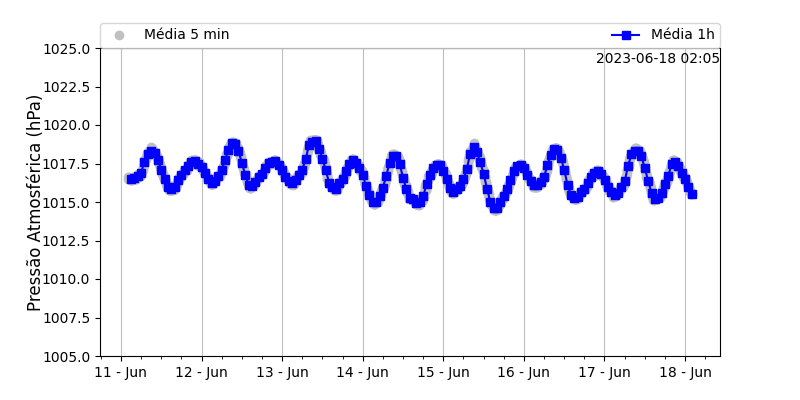 Média 5 min
Média 1h
2023-06-18 02:05
Pressão Atmosférica (hPa)
1025.0
1022.5
1020.0
1017.5
1015.0
1012.5
1010.0
1007.5
1005.0
11 - Jun
12 - Jun
13 - Jun
14 - Jun
15 - Jun
16 - Jun
17 - Jun
18 - Jun